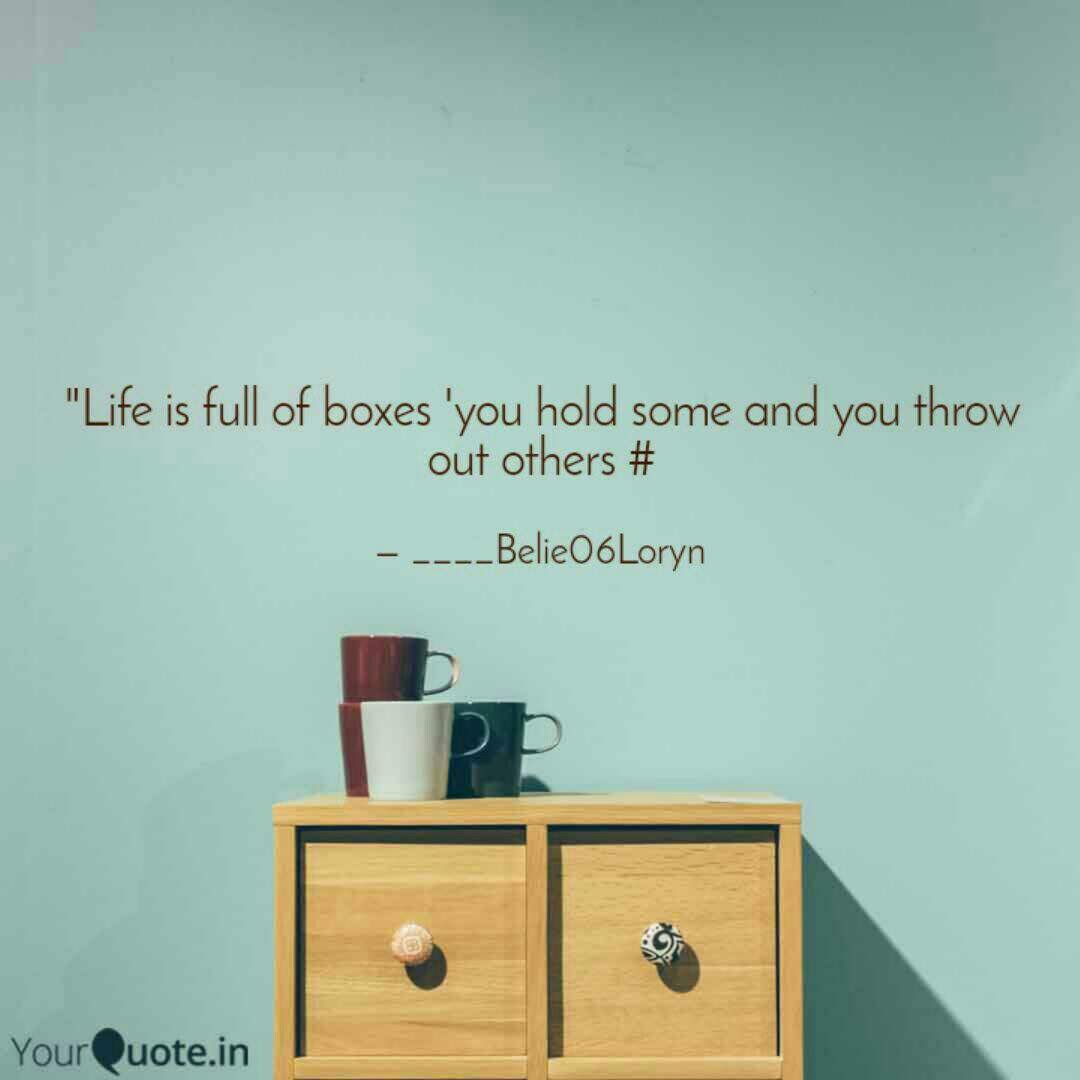 "Life is full of boxes 'you hold some and you throw
out others #
– ____Belie06Loryn
YourQuote.in